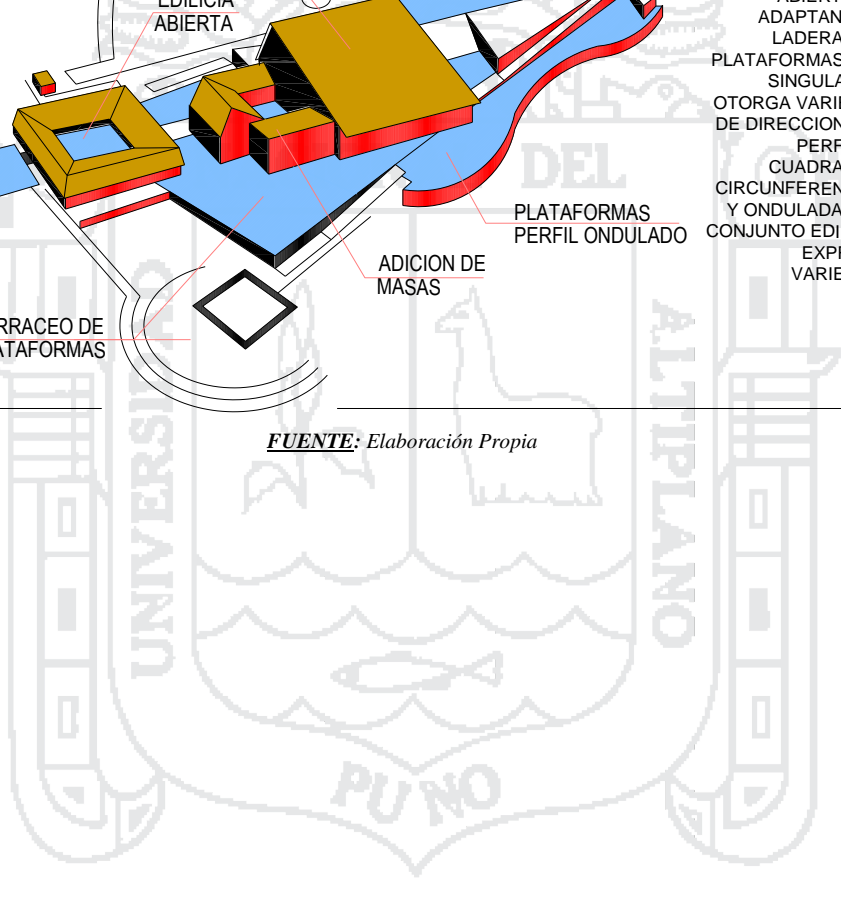 EDILICIA
ABIERTA
PLATAFORMAS
PERFIL ONDULADO
ADICION DE
MASAS
RRACEO DE
ATAFORMAS
ADAPTAN
LADERA
PLATAFORMAS
SINGULA
OTORGA VARIE
DE DIRECCION
PERF
CUADRA
CIRCUNFEREN
Y ONDULADA
CONJUNTO EDI
EXPR
VARIE
FUENTE: Elaboración Propia
UNIVERSIDAD
DEL
ALTIPLANO
PUNO